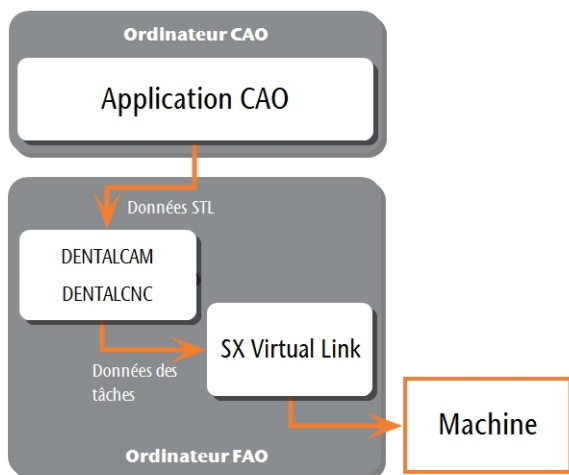 Ordinateur CAO
Application CAO
Données STL
DENTALCAM
DENTALCNC
SX Virtual Link
Données des
tâches
Machine
Ordinateur FAO